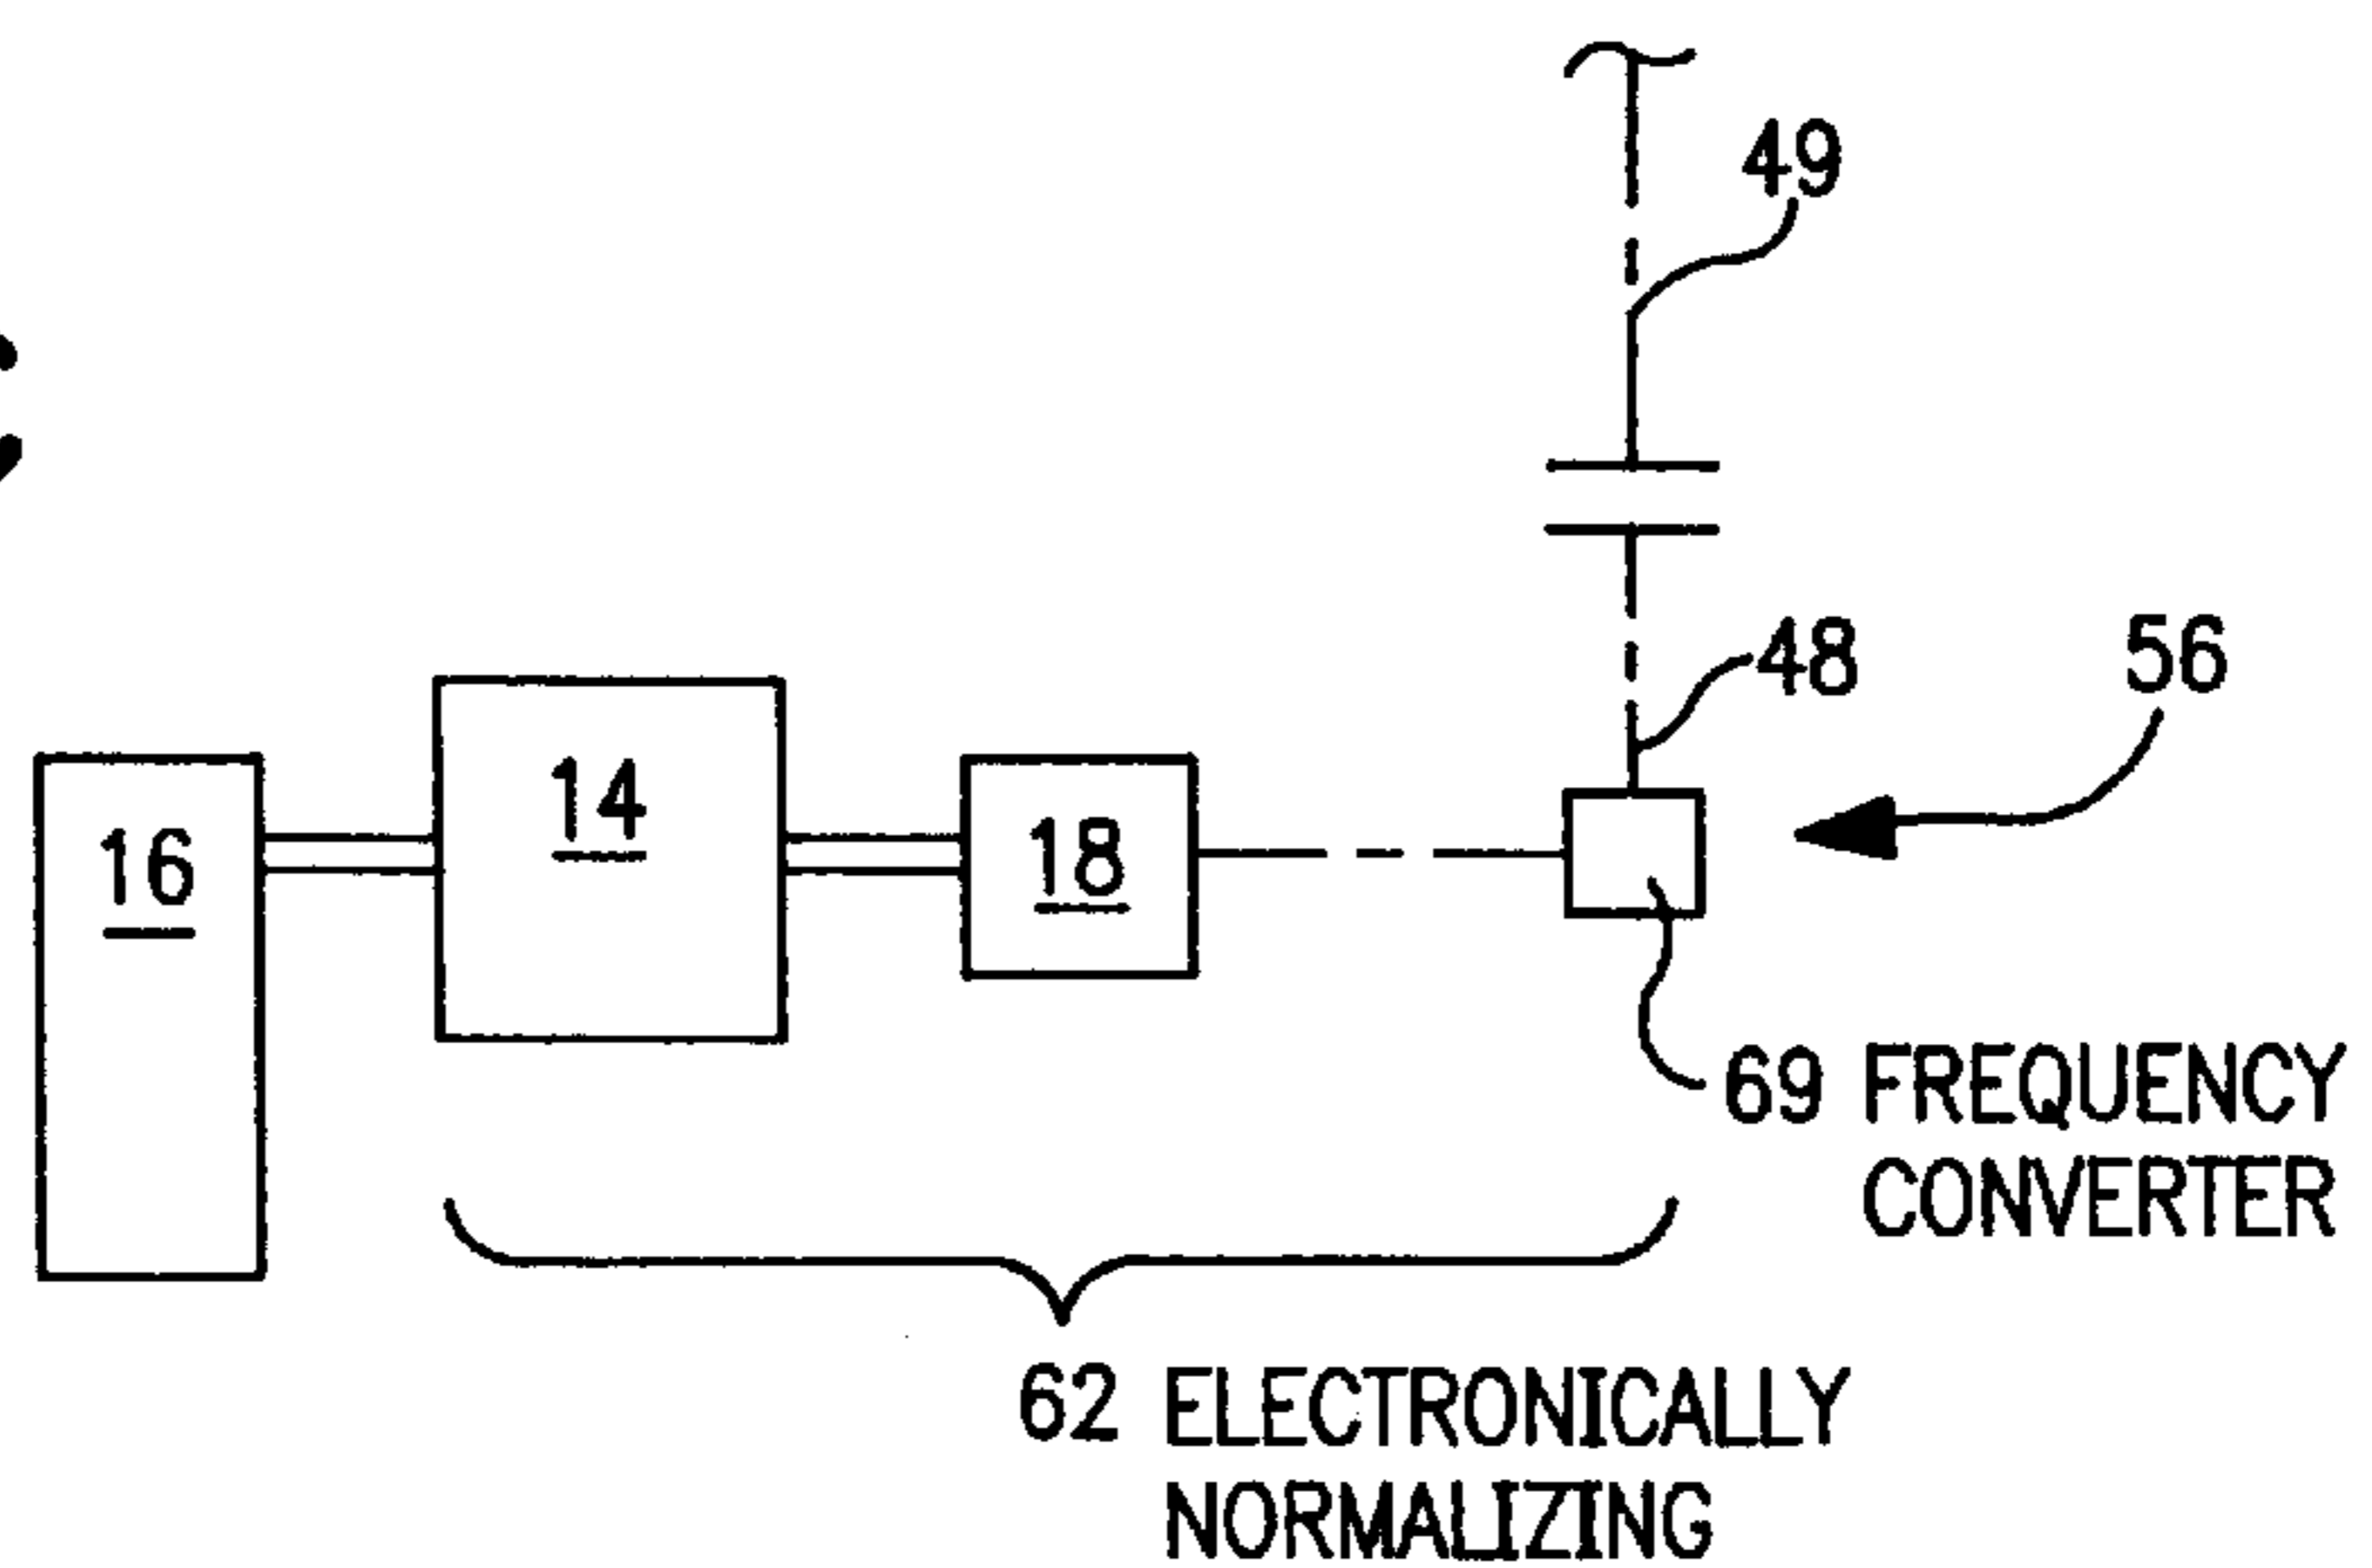 49
48
56
16
14
18
69 FREQUENCY
CONVERTER
62 ELECTRONICALLY
NORMALIZING